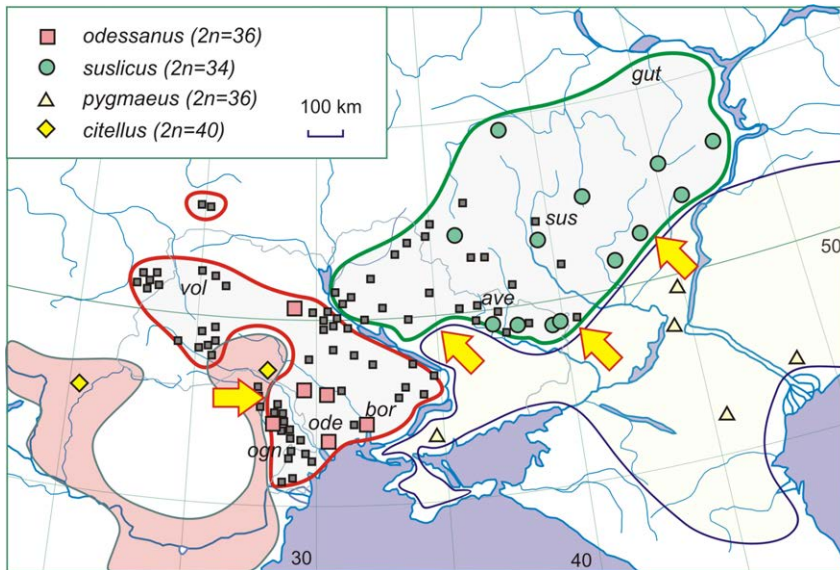 odessanus (2n=36)
suslicus (2n=34)
pygmaeus (2n=36)
citellus (2n=40)
100 km
gut
sus
50
vol
ave
bor
ode
ogn
30
40